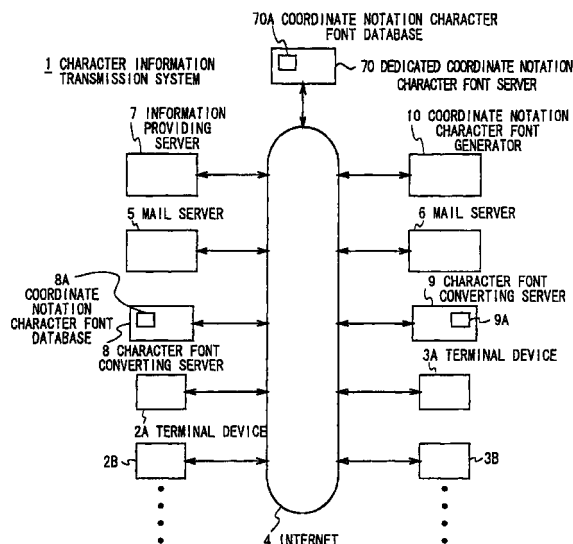 70A COORDINATE NOTATION CHARACTER
FONT DATABASE
1 CHARACTER INFORMATION
TRANSMISSION SYSTEM
70 DEDICATED COORDINATE NOTATION
CHARACTER FONT SERVER
7 INFORMATION
PROVIDING
SERVER
10 COORDINATE NOTATION
CHARACTER FONT
GENERATOR
5 MAIL SERVER
6 MAIL SERVER
8A
COORDINATE
NOTATION
CHARACTER FONT
DATABASE
8 CHARACTER FONT
CONVERTING SERVER
9 CHARACTER FONT
CONVERTING SERVER
9A
2A TERMINAL DEVICE
3A TERMINAL DEVICE
2B
3B
4 INTERNET